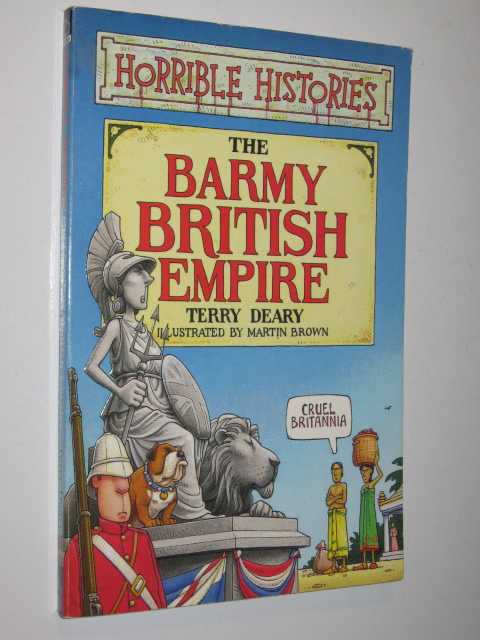 HORRIBLE HISTORIES
THE
BARMY
BRITISH
EMPIRE
TERRY DEARY
ILLUSTRATED BY MARTIN BROWN
CRUEL
BRITANNIA